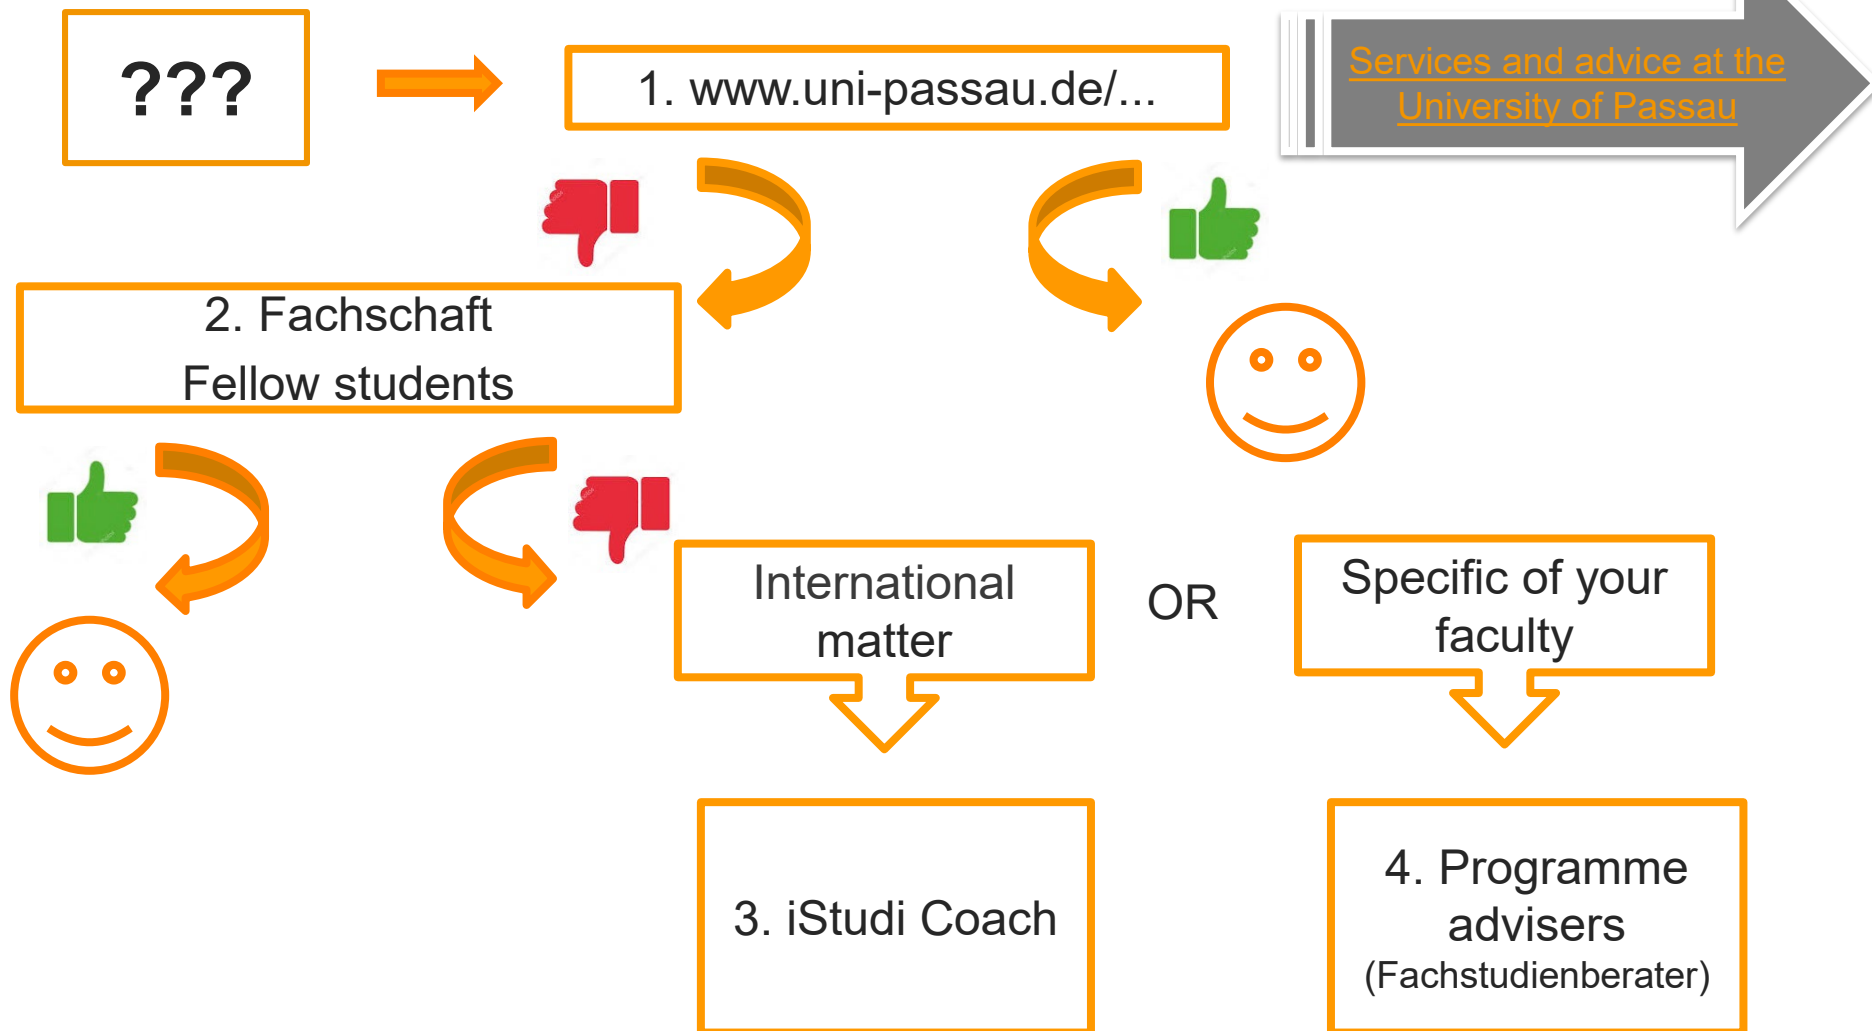 ???
1. www.uni-passau.de/...
Services and advice at the
University of Passau
2. Fachschaft
Fellow students
International
matter
OR
Specific of your
faculty
3. iStudi Coach
4. Programme
advisers
(Fachstudienberater)